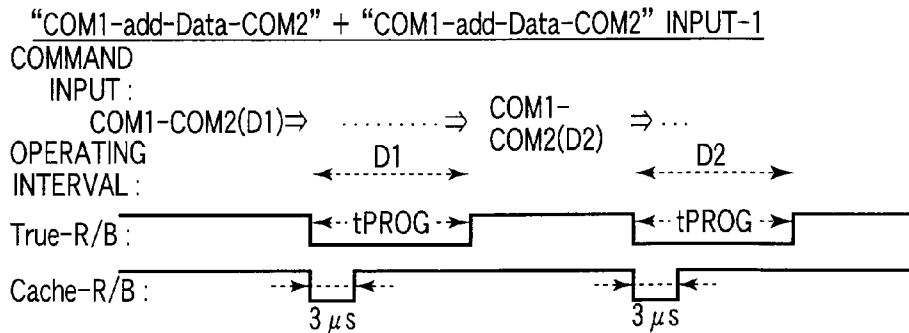 “COM1-add-Data-COM2” + “COM1-add-Data-COM2” INPUT-1
COMMAND
INPUT :
COM1-COM2(D1)⇒ ········· ⇒ COM1-
COM2(D2) ⇒ ···
OPERATING
INTERVAL :
D1 D2
True-R/B : tPROG tPROG
Cache-R/B :
3 μs 3 μs